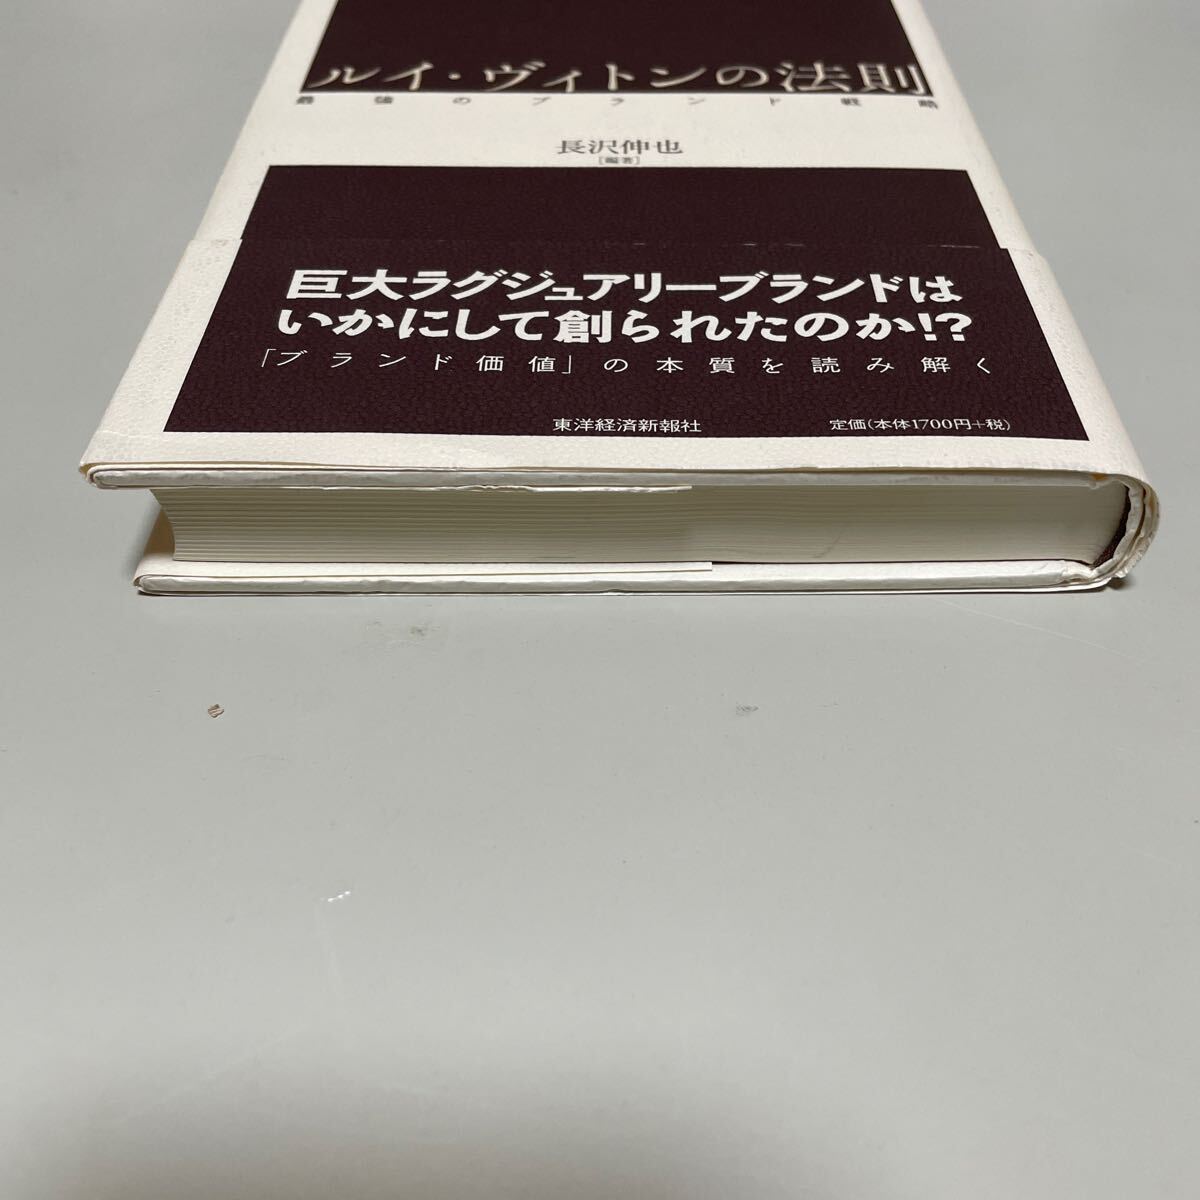 ルイ・ヴィトンの法則
最強のブランド戦略
長沢伸也
[編著]
巨大ラグジュアリーブランドは
いかにして創られたのか!?
「ブランド価値」の本質を読み解く
東洋経済新報社
定価(本体1700円+税)